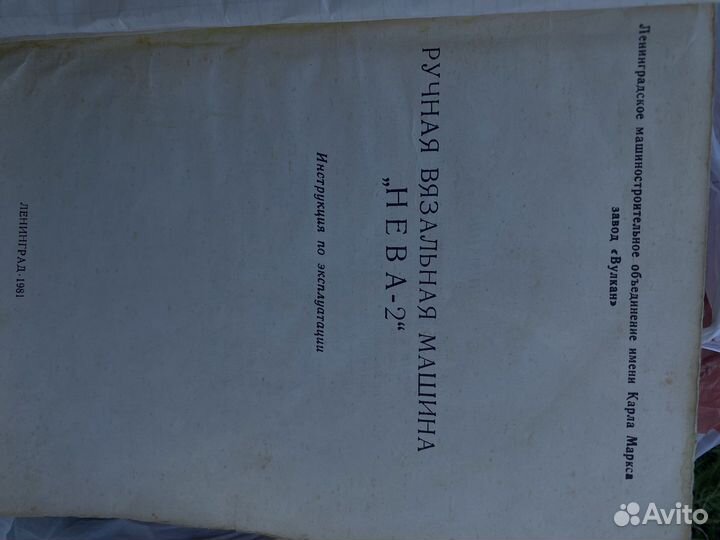 Ленинградское машиностроительное объединение имени Карла Маркса
завод «Вулкан»
РУЧНАЯ ВЯЗАЛЬНАЯ МАШИНА
„НЕВА-2“
Инструкция по эксплуатации
ЛЕНИНГРАД·1981
Avito